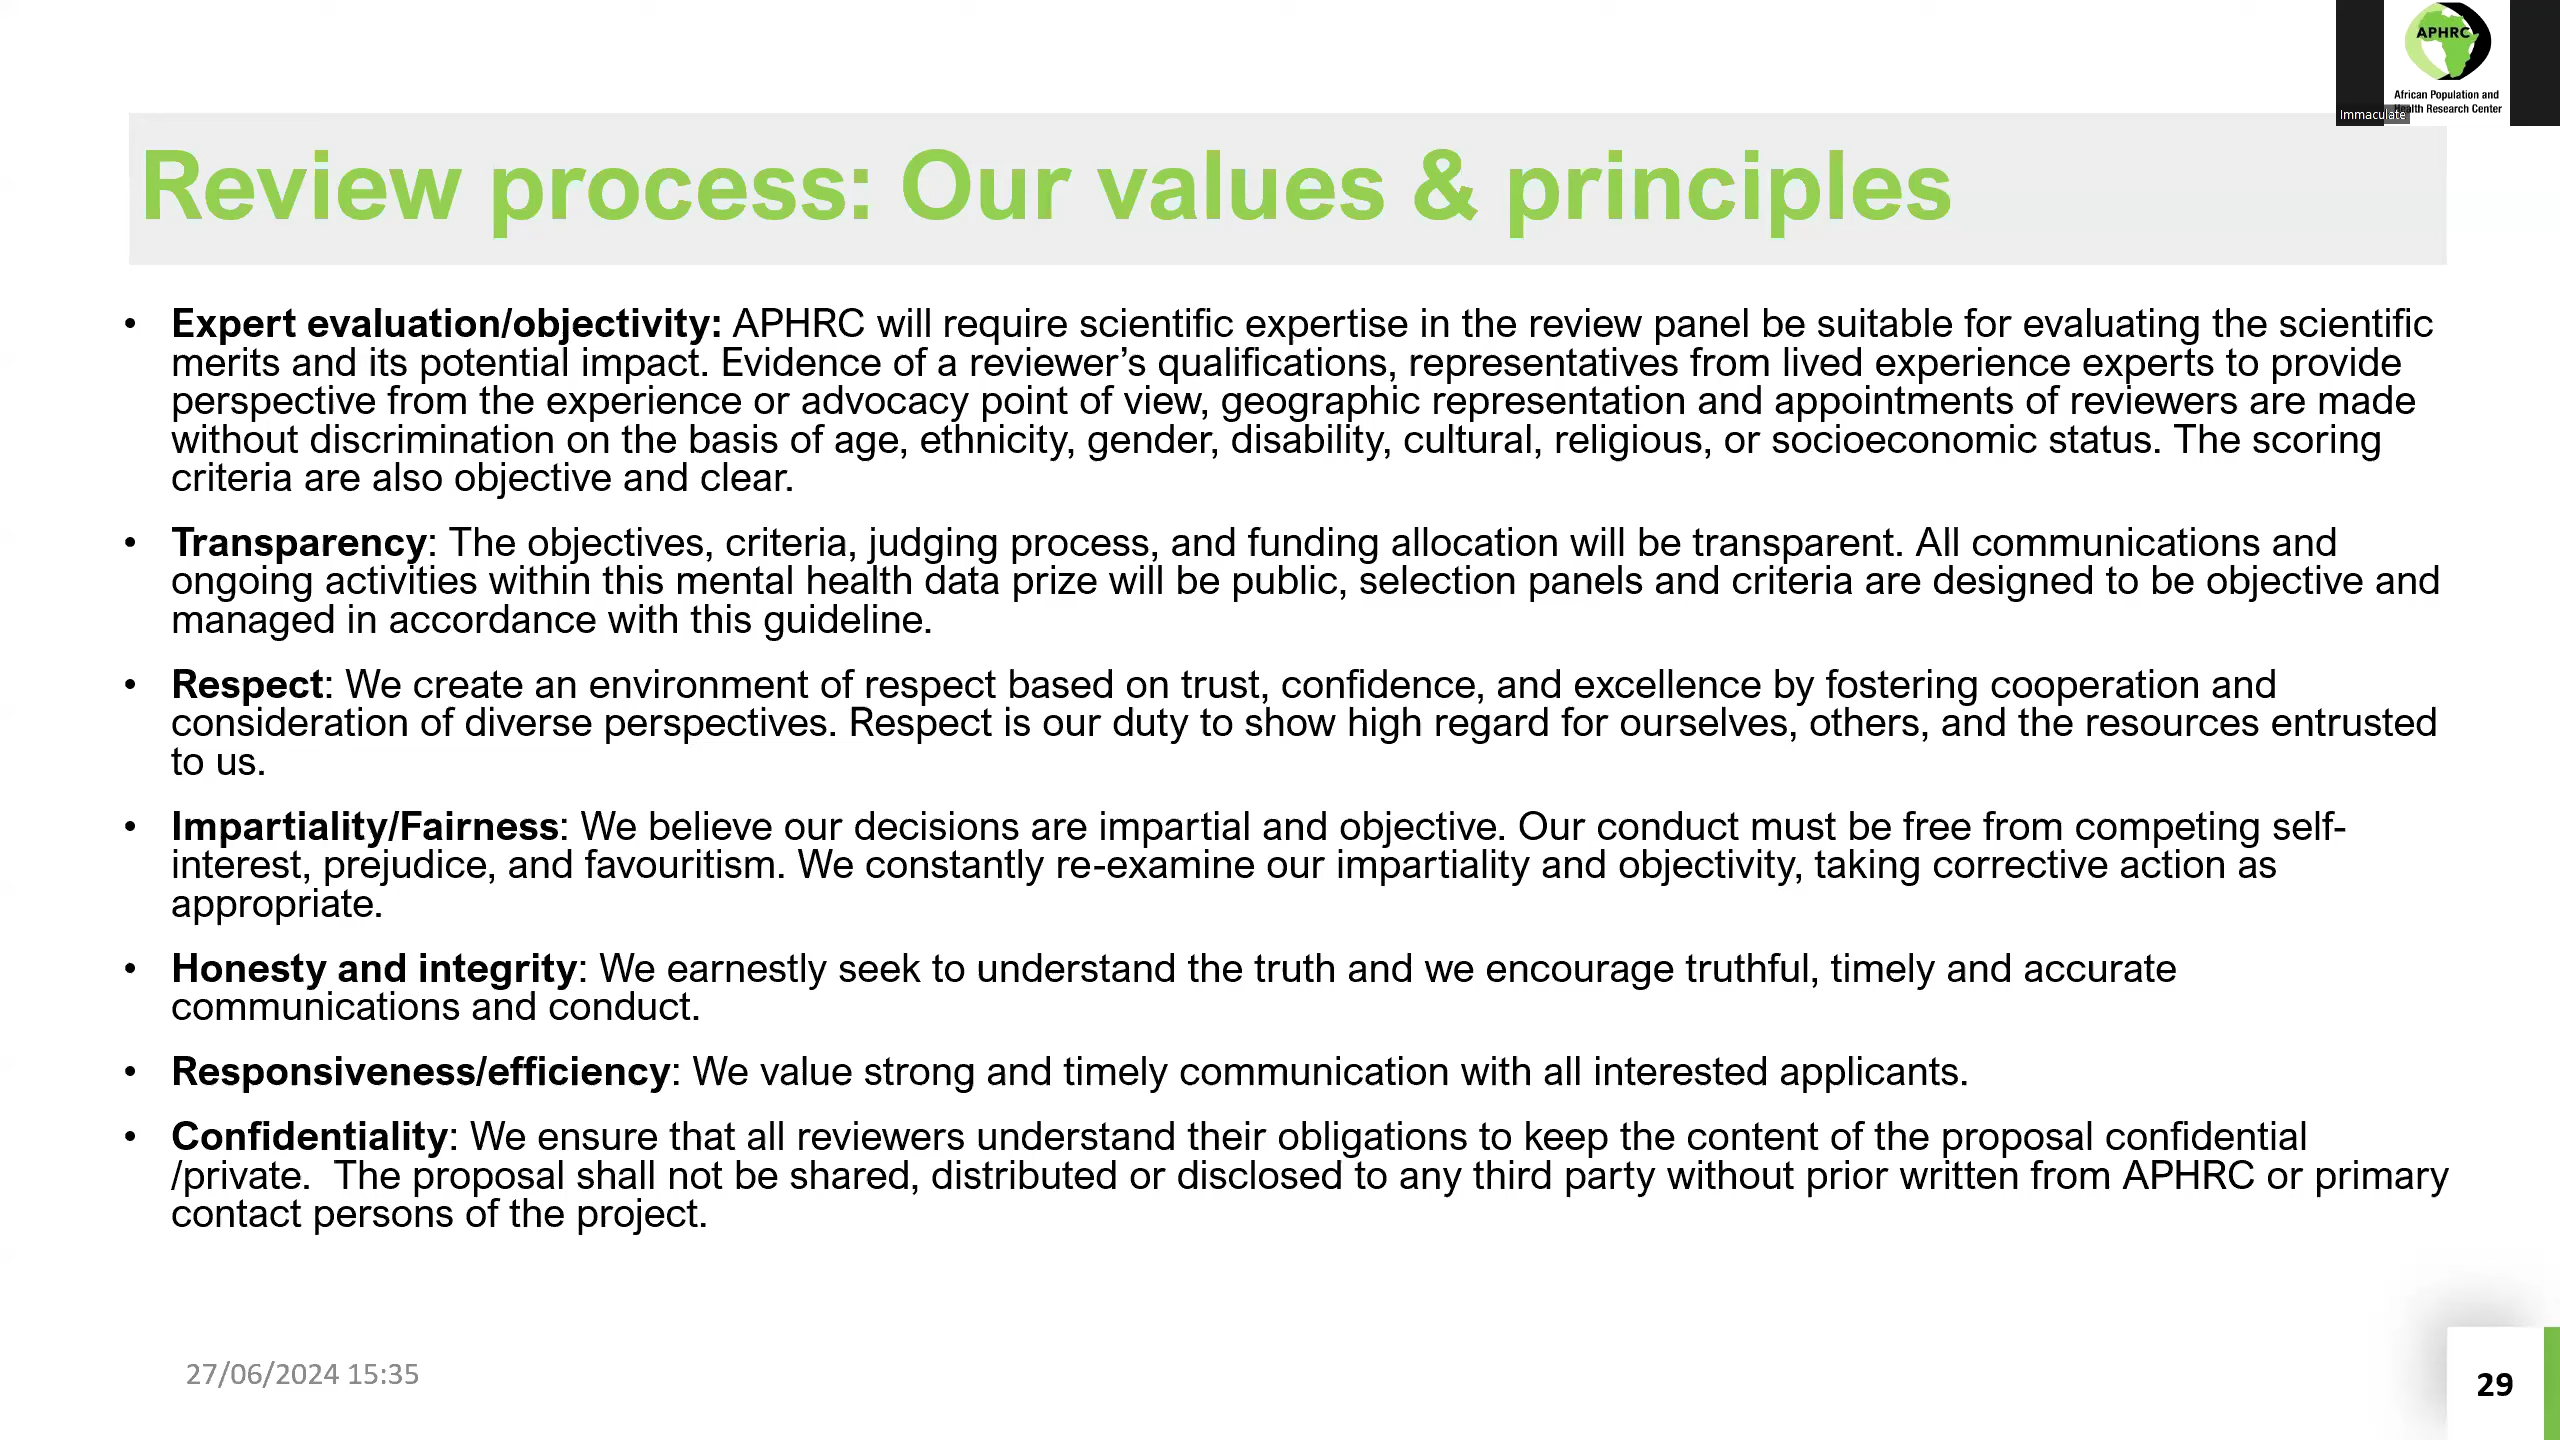 APHRC
African Population and
Health Research Center
Immaculate
Review process: Our values & principles
• Expert evaluation/objectivity: APHRC will require scientific expertise in the review panel be suitable for evaluating the scientific
merits and its potential impact. Evidence of a reviewer’s qualifications, representatives from lived experience experts to provide
perspective from the experience or advocacy point of view, geographic representation and appointments of reviewers are made
without discrimination on the basis of age, ethnicity, gender, disability, cultural, religious, or socioeconomic status. The scoring
criteria are also objective and clear.
• Transparency: The objectives, criteria, judging process, and funding allocation will be transparent. All communications and
ongoing activities within this mental health data prize will be public, selection panels and criteria are designed to be objective and
managed in accordance with this guideline.
• Respect: We create an environment of respect based on trust, confidence, and excellence by fostering cooperation and
consideration of diverse perspectives. Respect is our duty to show high regard for ourselves, others, and the resources entrusted
to us.
• Impartiality/Fairness: We believe our decisions are impartial and objective. Our conduct must be free from competing self-
interest, prejudice, and favouritism. We constantly re-examine our impartiality and objectivity, taking corrective action as
appropriate.
• Honesty and integrity: We earnestly seek to understand the truth and we encourage truthful, timely and accurate
communications and conduct.
• Responsiveness/efficiency: We value strong and timely communication with all interested applicants.
• Confidentiality: We ensure that all reviewers understand their obligations to keep the content of the proposal confidential
/private.  The proposal shall not be shared, distributed or disclosed to any third party without prior written from APHRC or primary
contact persons of the project.
27/06/2024 15:35
29